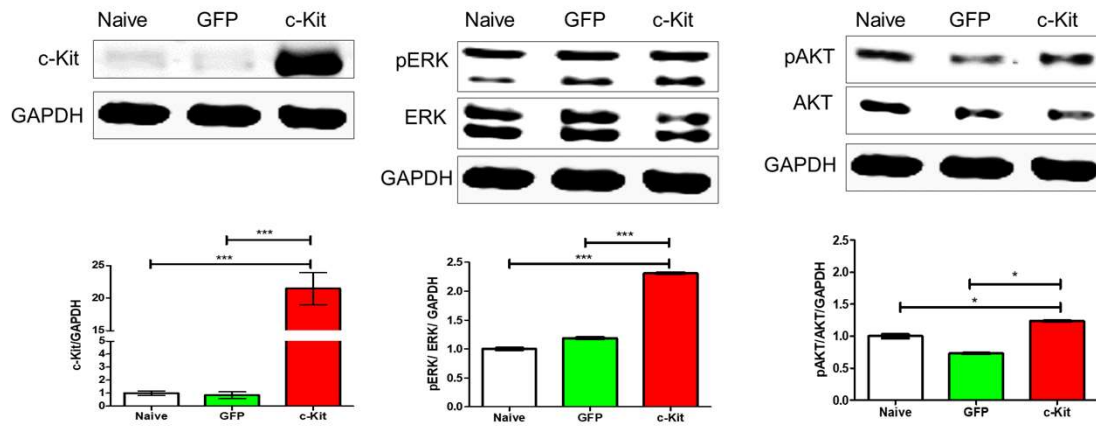 Naive GFP c-Kit
c-Kit
GAPDH
Naive GFP c-Kit
pERK
ERK
GAPDH
Naive GFP c-Kit
pAKT
AKT
GAPDH
***
***
25
20
15
10
5
4
3
2
1
0
c-Kit/GAPDH
Naive GFP c-Kit
***
***
2.5
2.0
1.5
1.0
0.5
0.0
pERK/ ERK/ GAPDH
Naive GFP c-Kit
*
*
2.5
2.0
1.5
1.0
0.5
0.0
pAKT/AKT/GAPDH
Naive GFP c-Kit